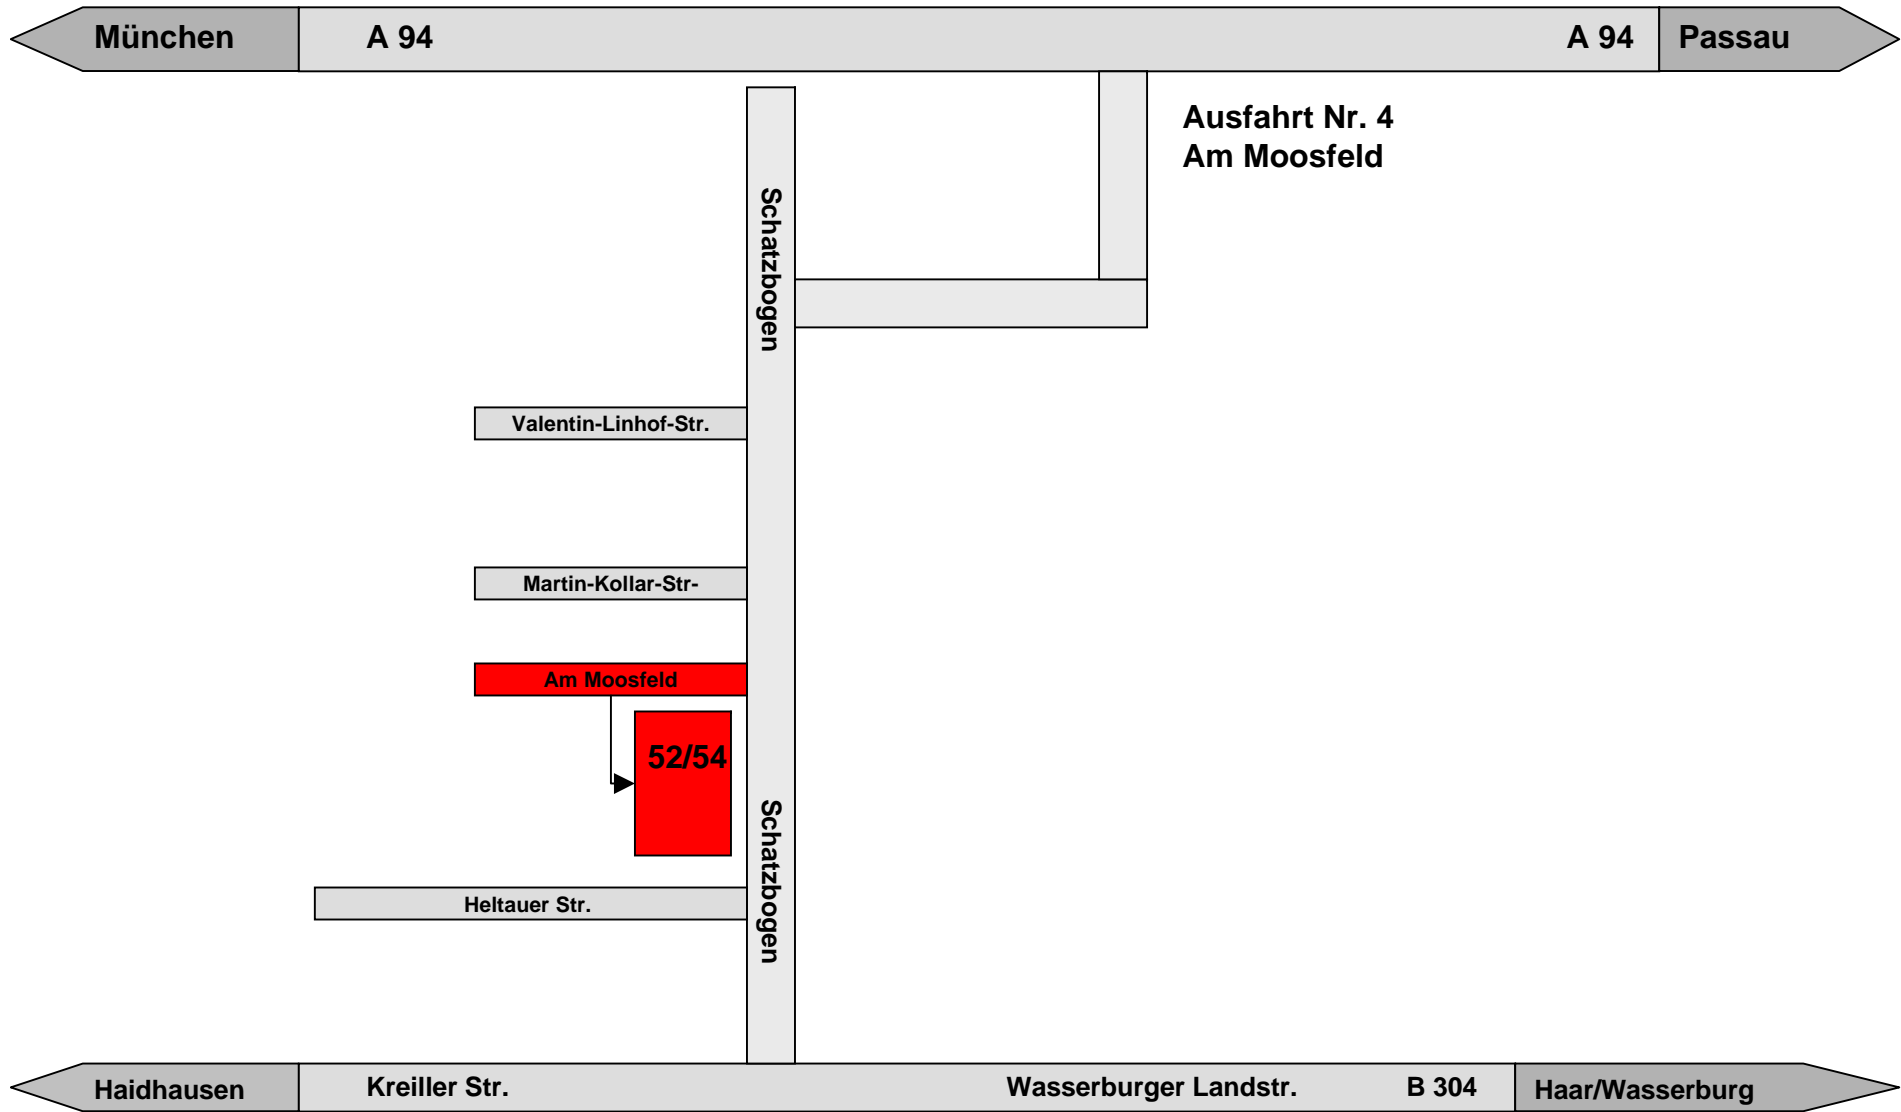 München
A 94
A 94
Passau
Ausfahrt Nr. 4
Am Moosfeld
Schatzbogen
Valentin-Linhof-Str.
Martin-Kollar-Str-
Am Moosfeld
52/54
Schatzbogen
Heltauer Str.
Haidhausen
Kreiller Str.
Wasserburger Landstr.
B 304
Haar/Wasserburg